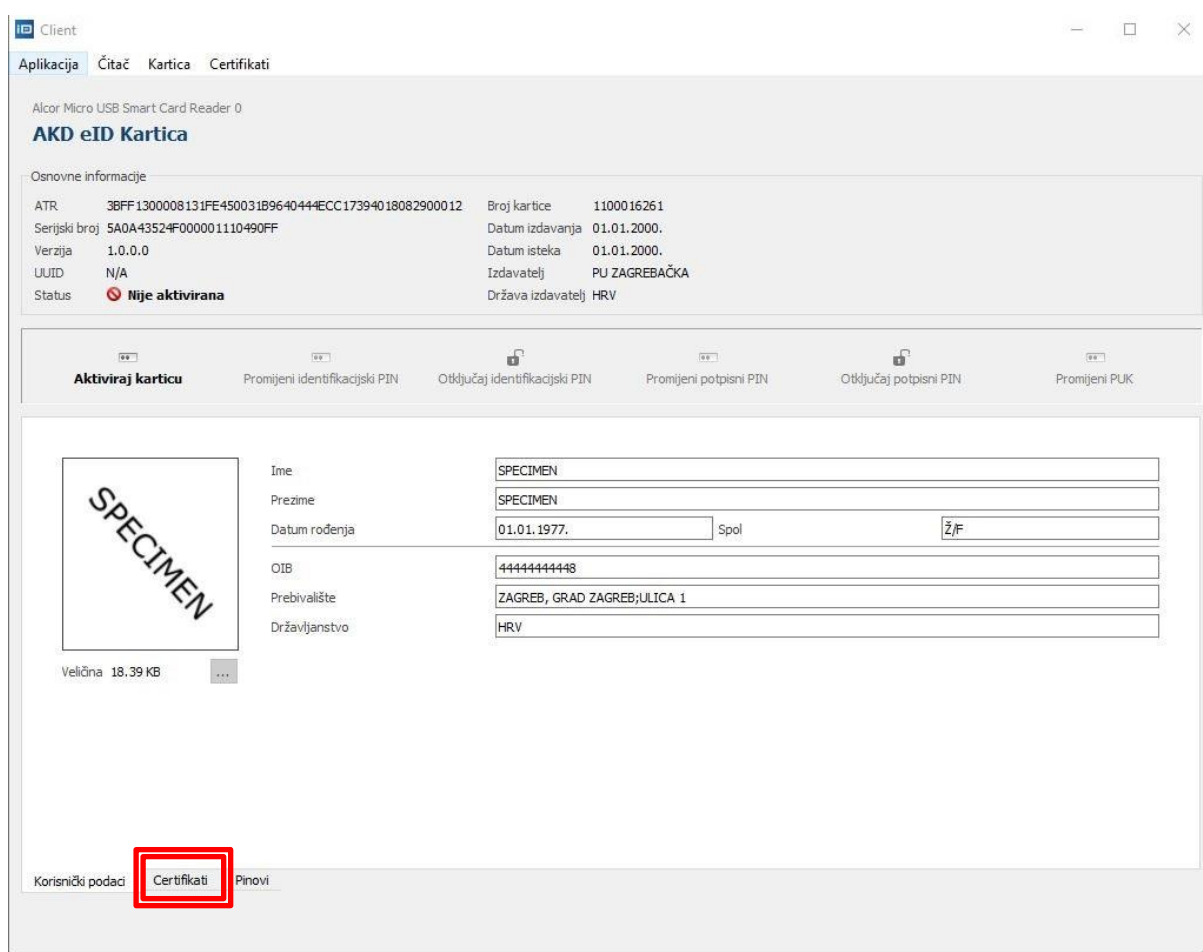 iD Client
Aplikacija Čitač Kartica Certifikati
Alcor Micro USB Smart Card Reader 0
AKD eID Kartica
Osnovne informacije
ATR 3BFF1300008131FE450031B9640444ECC17394018082900012 Broj kartice 1100016261
Serijski broj 5A0A43524F000001110490FF Datum izdavanja 01.01.2000.
Verzija 1.0.0.0 Datum isteka 01.01.2000.
UUID N/A Izdavatelj PU ZAGREBAČKA
Status Nije aktivirana Država izdavatelj HRV
Aktiviraj karticu Promijeni identifikacijski PIN Otključaj identifikacijski PIN Promijeni potpisni PIN Otključaj potpisni PIN Promijeni PUK
SPECIMEN
Ime SPECIMEN
Prezime SPECIMEN
Datum rođenja 01.01.1977. Spol Ž/F
OIB 44444444448
Prebivalište ZAGREB, GRAD ZAGREB;ULICA 1
Državljanstvo HRV
Veličina 18.39 KB ...
Korisnički podaci Certifikati Pinovi